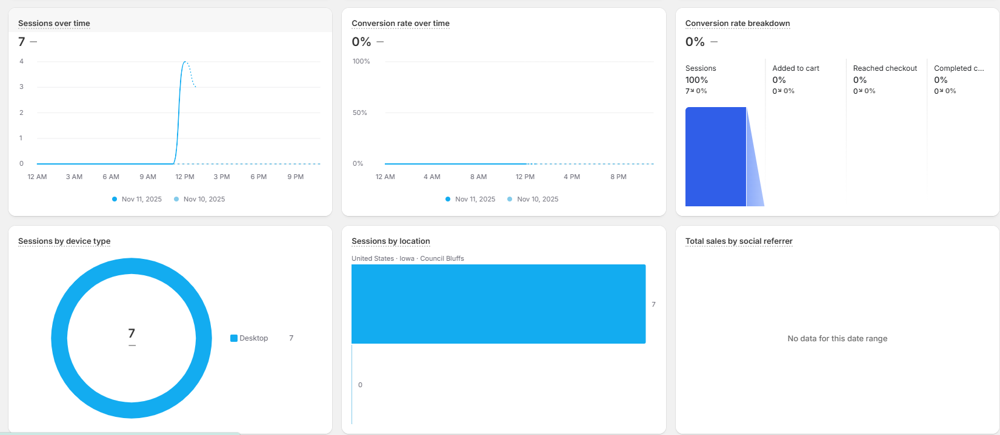 Sessions over time
7 —
4
3
2
1
0
12 AM 3 AM 6 AM 9 AM 12 PM 3 PM 6 PM 9 PM
Nov 11, 2025 Nov 10, 2025
Conversion rate over time
0% —
100%
50%
0%
12 AM 4 AM 8 AM 12 PM 4 PM 8 PM
Nov 11, 2025 Nov 10, 2025
Conversion rate breakdown
0% —
Sessions Added to cart Reached checkout Completed c...
100% 0% 0% 0%
7 0% 0 0% 0 0% 0 0%
Sessions by device type
7
—
Desktop 7
Sessions by location
United States · Iowa · Council Bluffs
7
0
Total sales by social referrer
No data for this date range